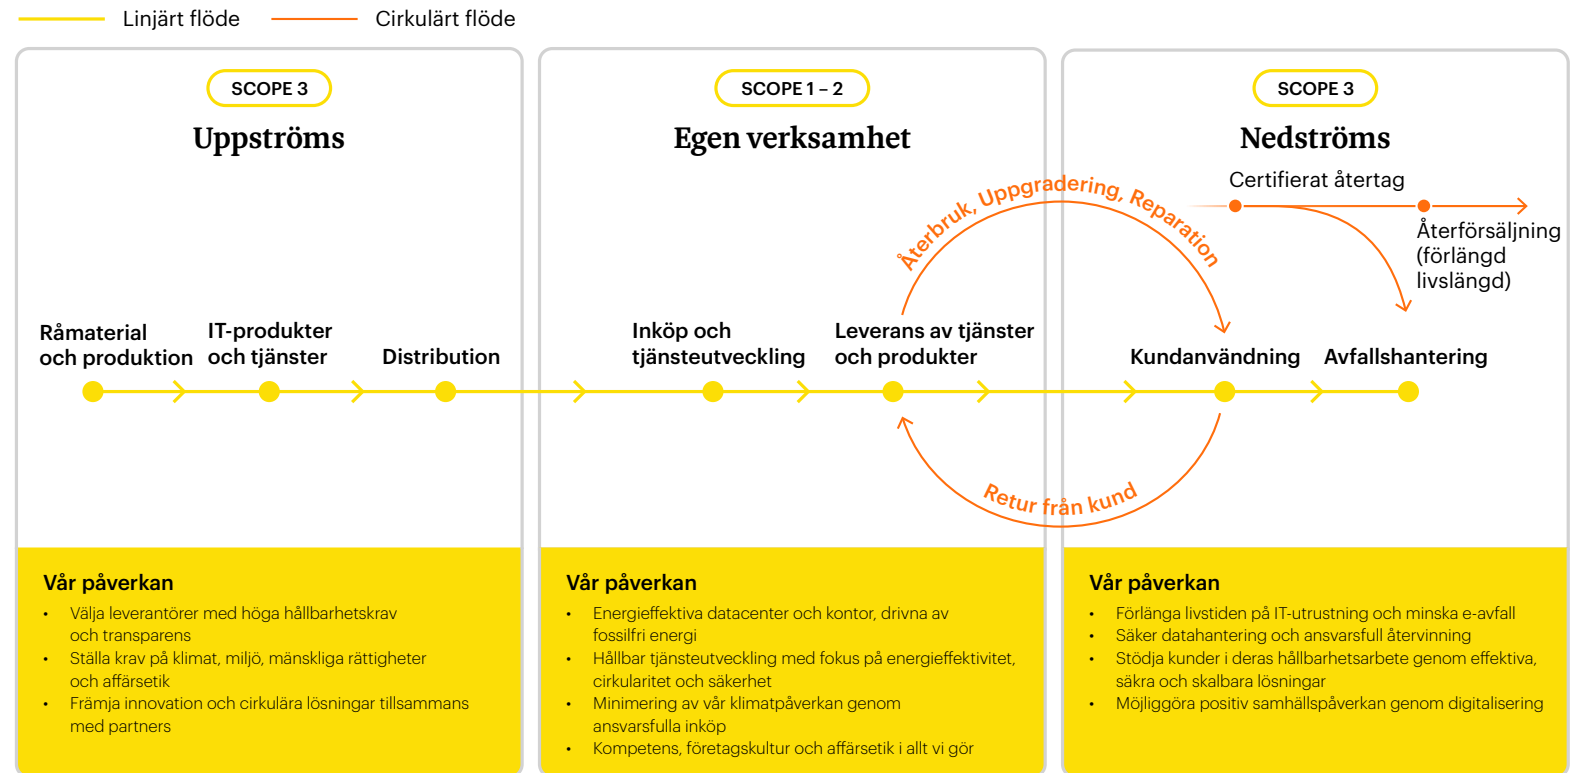 Linjärt flöde
Cirkulärt flöde
SCOPE 3
Uppströms
Råmaterial
och produktion
IT-produkter
och tjänster
Distribution
Vår påverkan
• Välja leverantörer med höga hållbarhetskrav
och transparens
• Ställa krav på klimat, miljö, mänskliga rättigheter
och affärsetik
• Främja innovation och cirkulära lösningar tillsammans
med partners
SCOPE 1 – 2
Egen verksamhet
Återbruk, Uppgradering, Reparation
Inköp och
tjänsteutveckling
Leverans av tjänster
och produkter
Retur från kund
Vår påverkan
• Energieffektiva datacenter och kontor, drivna av
fossilfri energi
• Hållbar tjänsteutveckling med fokus på energieffektivitet,
cirkularitet och säkerhet
• Minimering av vår klimatpåverkan genom
ansvarsfulla inköp
• Kompetens, företagskultur och affärsetik i allt vi gör
SCOPE 3
Nedströms
Certifierat återtag
Återförsäljning
(förlängd
livslängd)
Kundanvändning
Avfallshantering
Vår påverkan
• Förlänga livstiden på IT-utrustning och minska e-avfall
• Säker datahantering och ansvarsfull återvinning
• Stödja kunder i deras hållbarhetsarbete genom effektiva,
säkra och skalbara lösningar
• Möjliggöra positiv samhällspåverkan genom digitalisering